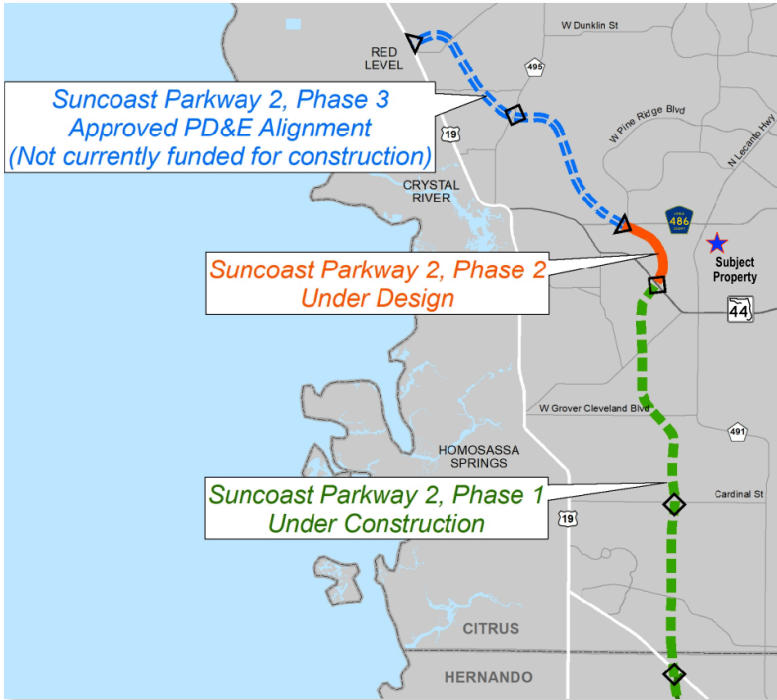 W Dunklin St
RED
LEVEL
495
Suncoast Parkway 2, Phase 3
Approved PD&E Alignment
(Not currently funded for construction)
19
W Pine Ridge Blvd
N Lecanto Hwy
CRYSTAL
RIVER
486
Subject
Property
Suncoast Parkway 2, Phase 2
Under Design
44
W Grover Cleveland Blvd
491
HOMOSASSA
SPRINGS
Suncoast Parkway 2, Phase 1
Under Construction
Cardinal St
19
CITRUS
HERNANDO